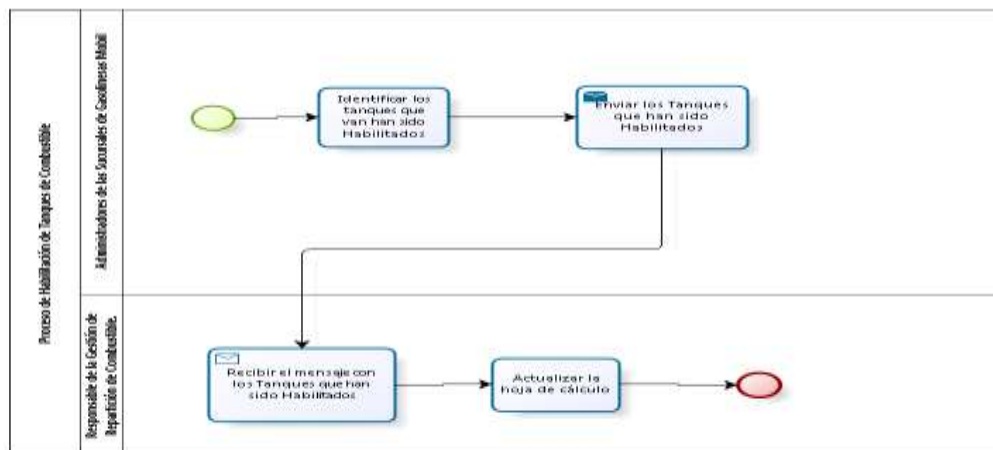 Proceso de Habilitación de Tanques de Combustible
Administradores de las Sucursales de Gasolineras Mobil
Identificar los
tanques que
van han sido
Habilitados
Enviar los Tanques
que han sido
Habilitados
Responsable de la Gestión de
Repartición de Combustible.
Recibir el mensaje con
los Tanques que han
sido Habilitados
Actualizar la
hoja de cálculo